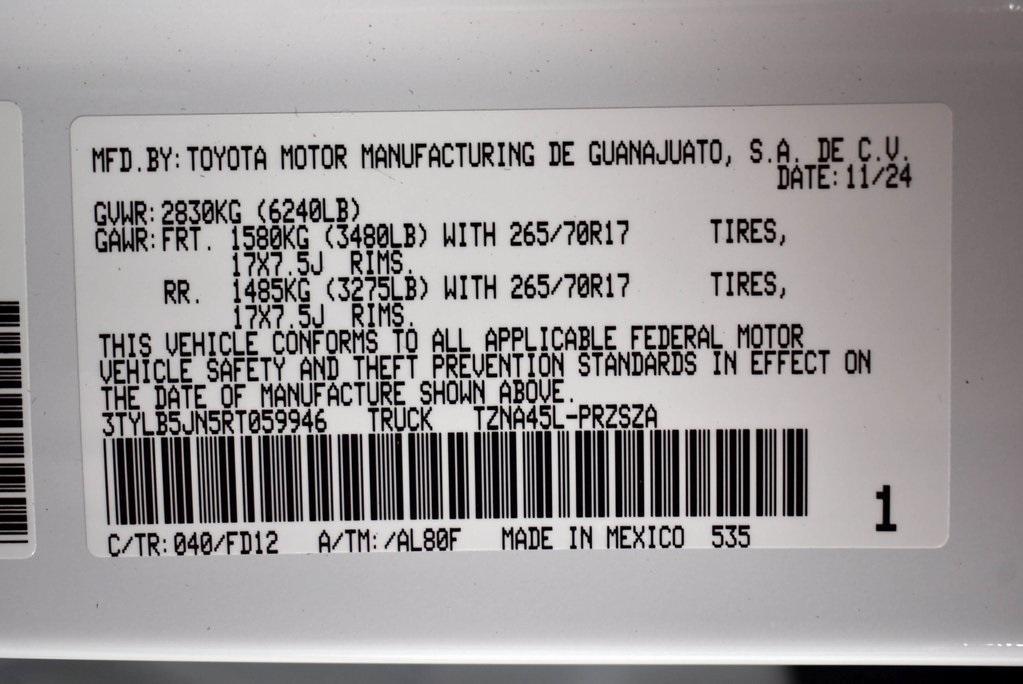 MFD.BY:TOYOTA MOTOR MANUFACTURING DE GUANAJUATO, S.A. DE C.V.
DATE:11/24
GVWR:2830KG (6240LB)
GAWR:FRT. 1580KG (3480LB) WITH 265/70R17 TIRES,
17X7.5J RIMS.
RR. 1485KG (3275LB) WITH 265/70R17 TIRES,
17X7.5J RIMS.
THIS VEHICLE CONFORMS TO ALL APPLICABLE FEDERAL MOTOR
VEHICLE SAFETY AND THEFT PREVENTION STANDARDS IN EFFECT ON
THE DATE OF MANUFACTURE SHOWN ABOVE.
3TYLB5JN5RT059946 TRUCK TZNA45L-PRZSZA
1
C/TR:040/FD12 A/TM:/AL80F MADE IN MEXICO 535